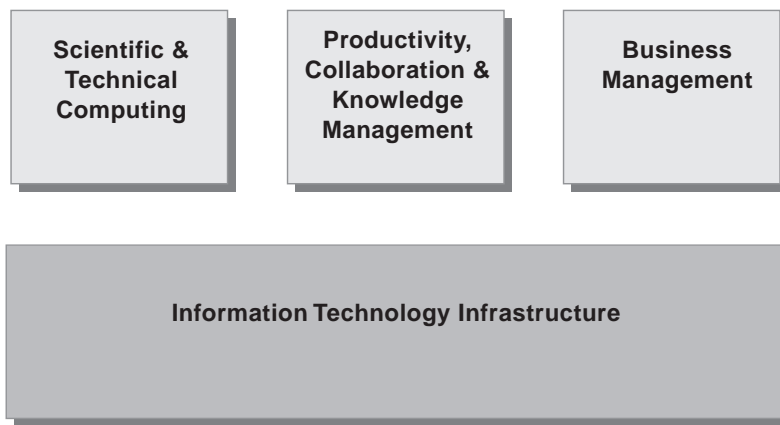 Scientific &
Technical
Computing
Productivity,
Collaboration &
Knowledge
Management
Business
Management
Information Technology Infrastructure